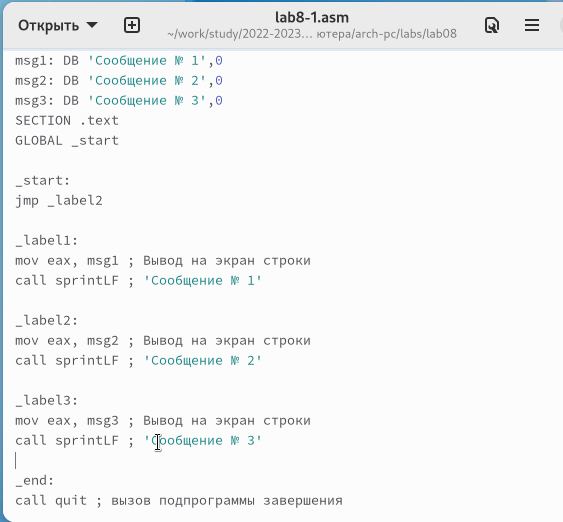 Открыть
lab8-1.asm
~/work/study/2022-2023… ютера/arch-pc/labs/lab08
msg1: DB 'Сообщение № 1',0
msg2: DB 'Сообщение № 2',0
msg3: DB 'Сообщение № 3',0
SECTION .text
GLOBAL _start
_start:
jmp _label2
_label1:
mov eax, msg1 ; Вывод на экран строки
call sprintLF ; 'Сообщение № 1'
_label2:
mov eax, msg2 ; Вывод на экран строки
call sprintLF ; 'Сообщение № 2'
_label3:
mov eax, msg3 ; Вывод на экран строки
call sprintLF ; 'Сообщение № 3'
_end:
call quit ; вызов подпрограммы завершения